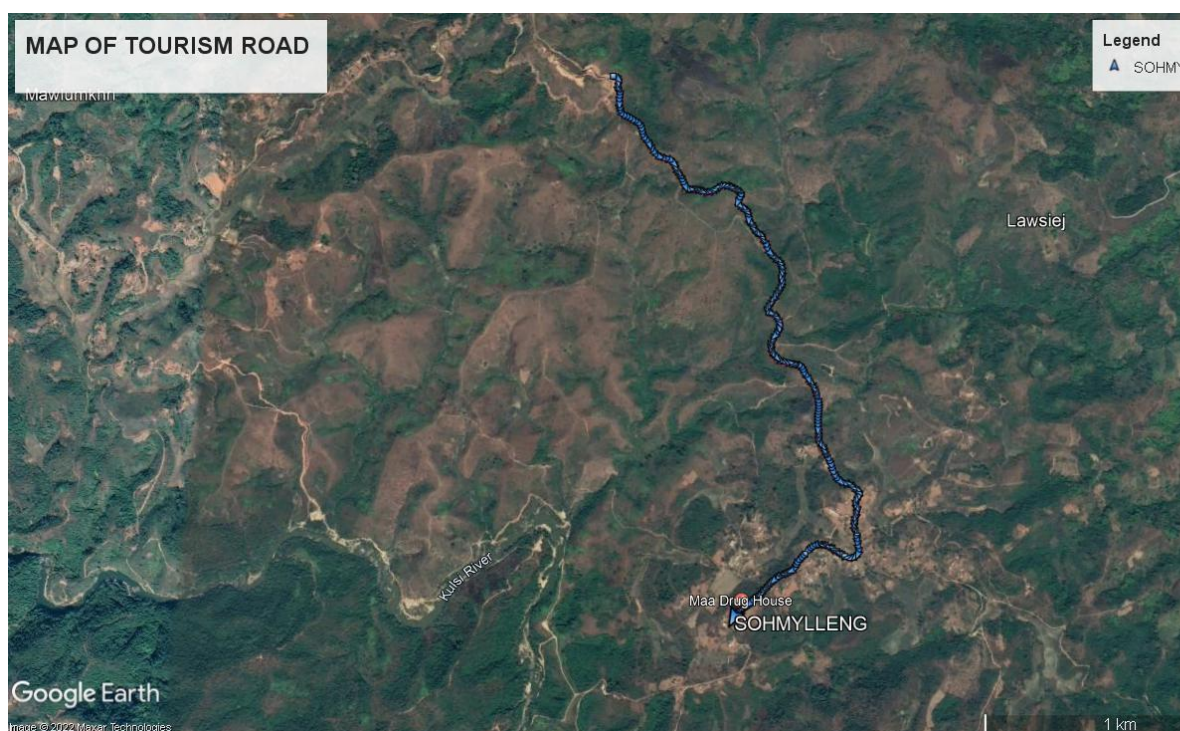 MAP OF TOURISM ROAD
Legend
SOHMY
Mawlumkhri
Lawsiej
Kulsi River
Maa Drug House
SOHMYLLENG
Google Earth
Image © 2022 Maxar Technologies
1 km